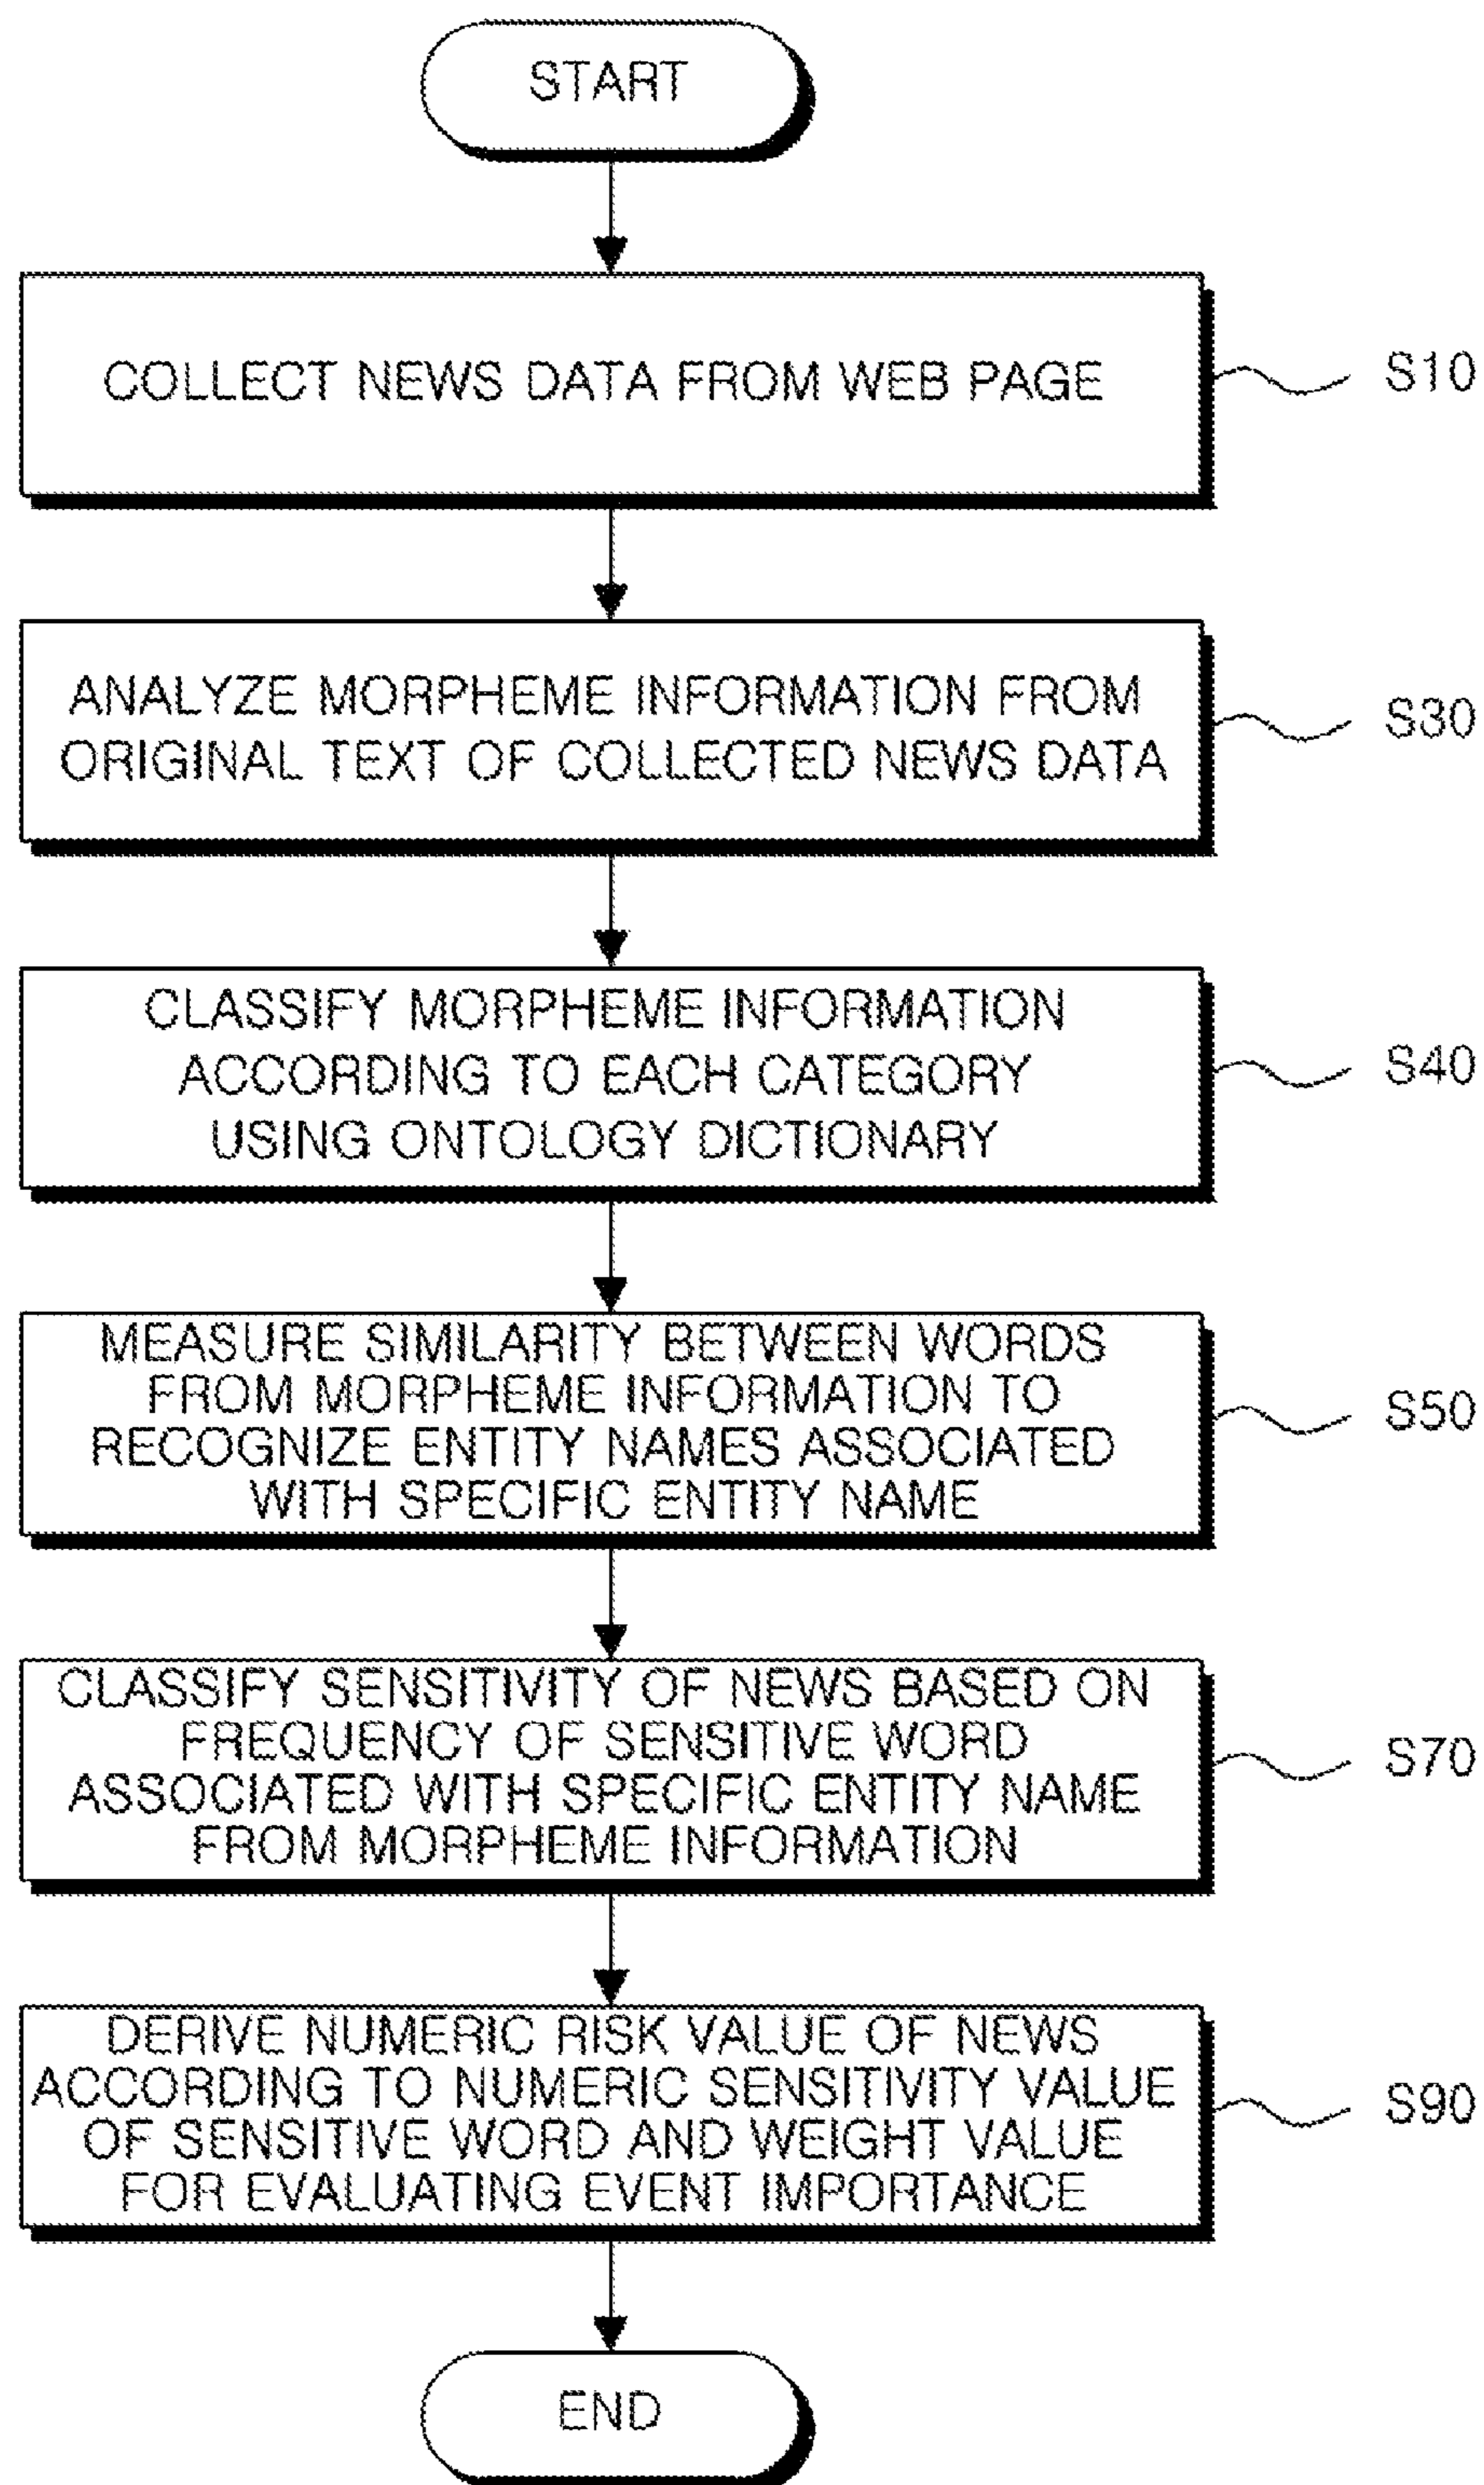 START
COLLECT NEWS DATA FROM WEB PAGE
S10
ANALYZE MORPHEME INFORMATION FROM
ORIGINAL TEXT OF COLLECTED NEWS DATA
S30
CLASSIFY MORPHEME INFORMATION
ACCORDING TO EACH CATEGORY
USING ONTOLOGY DICTIONARY
S40
MEASURE SIMILARITY BETWEEN WORDS
FROM MORPHEME INFORMATION TO
RECOGNIZE ENTITY NAMES ASSOCIATED
WITH SPECIFIC ENTITY NAME
S50
CLASSIFY SENSITIVITY OF NEWS BASED ON
FREQUENCY OF SENSITIVE WORD
ASSOCIATED WITH SPECIFIC ENTITY NAME
FROM MORPHEME INFORMATION
S70
DERIVE NUMERIC RISK VALUE OF NEWS
ACCORDING TO NUMERIC SENSITIVITY VALUE
OF SENSITIVE WORD AND WEIGHT VALUE
FOR EVALUATING EVENT IMPORTANCE
S90
END